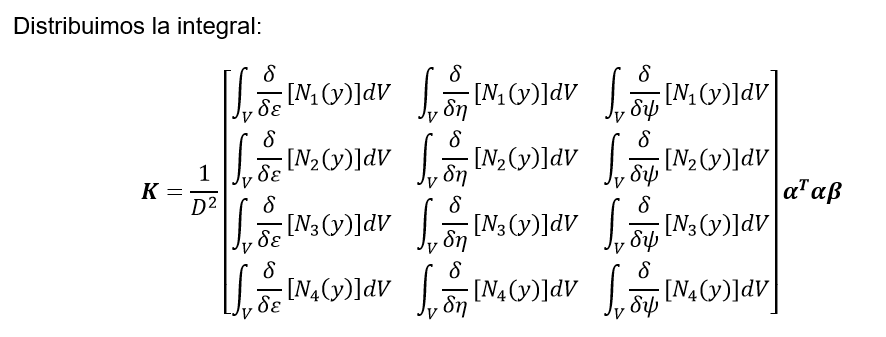 Distribuimos la integral:
∫_V δ/δε [N₁(y)]dV ∫_V δ/δη [N₁(y)]dV ∫_V δ/δψ [N₁(y)]dV
∫_V δ/δε [N₂(y)]dV ∫_V δ/δη [N₂(y)]dV ∫_V δ/δψ [N₂(y)]dV
K = 1/D² [ ] αᵀαβ
∫_V δ/δε [N₃(y)]dV ∫_V δ/δη [N₃(y)]dV ∫_V δ/δψ [N₃(y)]dV
∫_V δ/δε [N₄(y)]dV ∫_V δ/δη [N₄(y)]dV ∫_V δ/δψ [N₄(y)]dV